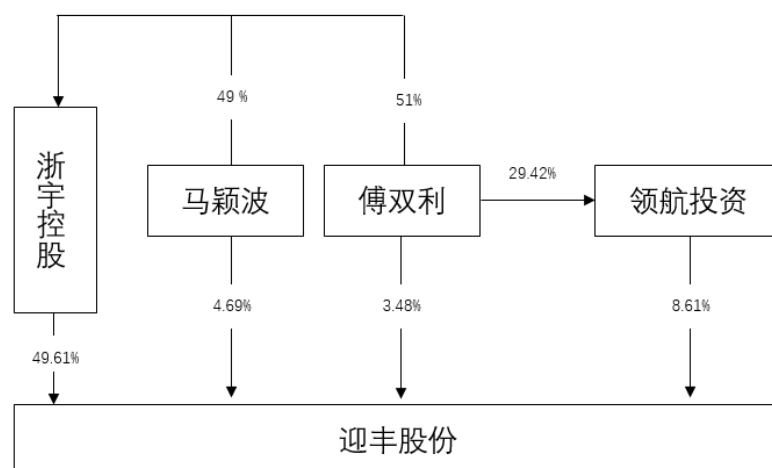 49 %
51%
浙宇控股
马颖波
傅双利
29.42%
领航投资
4.69%
3.48%
8.61%
49.61%
迎丰股份